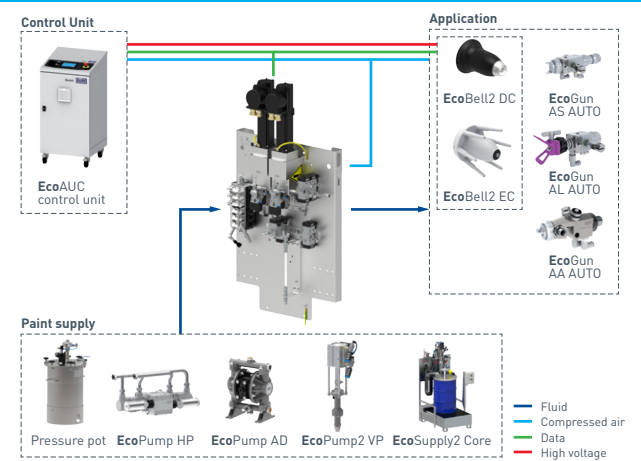 Control Unit
Application
EcoBell2 DC
EcoGun
AS AUTO
EcoAUC
control unit
EcoBell2 EC
EcoGun
AL AUTO
EcoGun
AA AUTO
Paint supply
Pressure pot
EcoPump HP
EcoPump AD
EcoPump2 VP
EcoSupply2 Core
Fluid
Compressed air
Data
High voltage